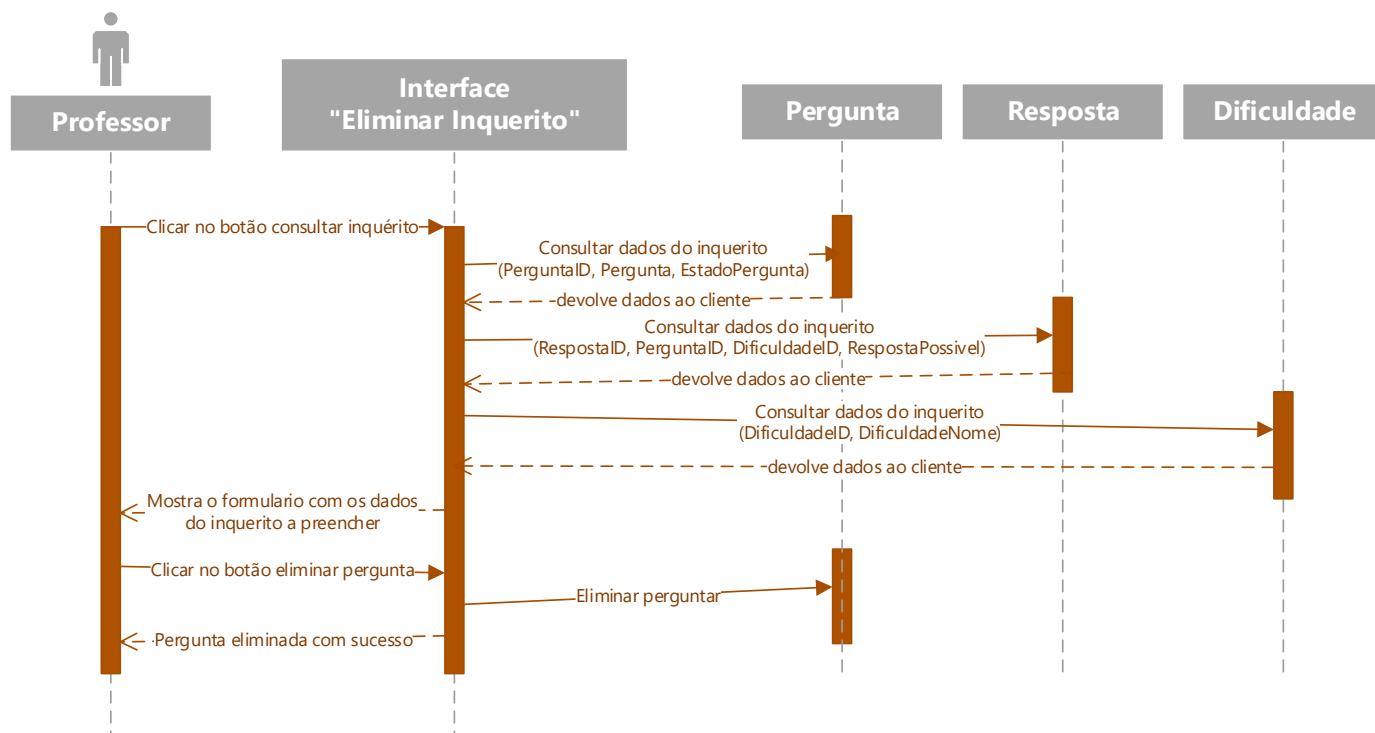 Professor
Interface
"Eliminar Inquerito"
Pergunta
Resposta
Dificuldade
Clicar no botão consultar inquérito
Consultar dados do inquerito
(PerguntaID, Pergunta, EstadoPergunta)
devolve dados ao cliente
Consultar dados do inquerito
(RespostaID, PerguntaID, DificuldadeID, RespostaPossivel)
devolve dados ao cliente
Consultar dados do inquerito
(DificuldadeID, DificuldadeNome)
devolve dados ao cliente
Mostra o formulario com os dados
do inquerito a preencher
Clicar no botão eliminar pergunta
Eliminar perguntar
Pergunta eliminada com sucesso